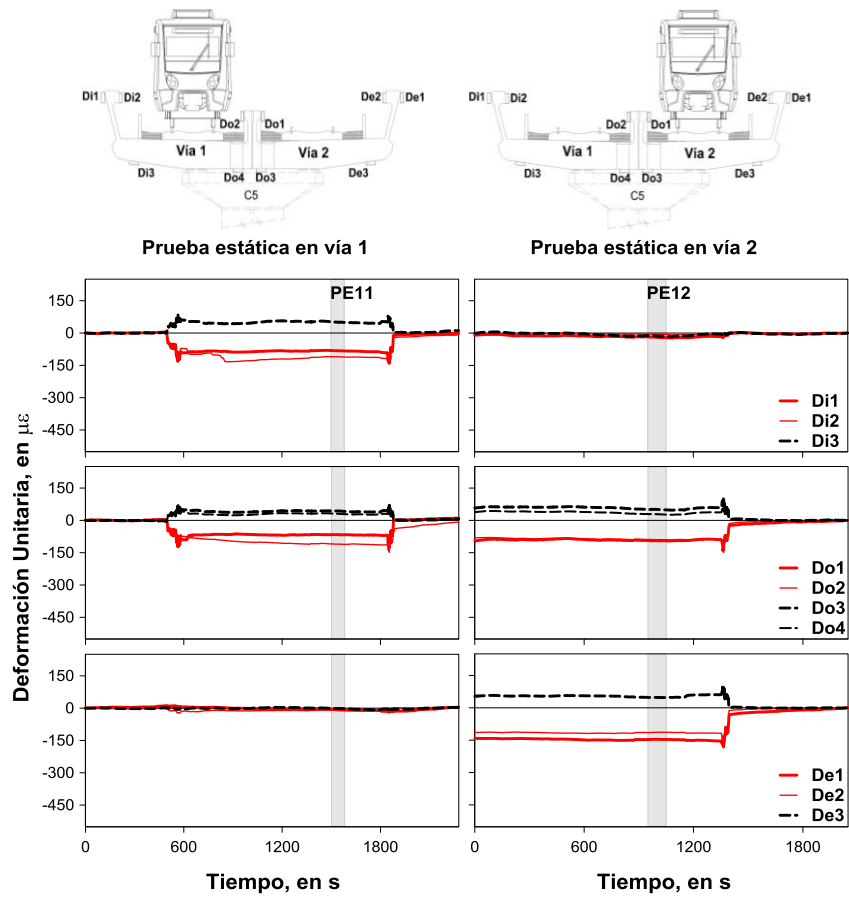 Di1 Di2 De2 De1 Di1 Di2 De2 De1
Do2 Do1 Do2 Do1
Vía 1 Vía 2 Vía 1 Vía 2
Di3 Do4 Do3 De3 Di3 Do4 Do3 De3
C5 C5
Prueba estática en vía 1 Prueba estática en vía 2
Deformación Unitaria, en με
150 PE11 PE12
0
-150
-300 Di1
Di2
-450 Di3
150
0
-150
-300 Do1
Do2
Do3
-450 Do4
150
0
-150
-300 De1
De2
-450 De3
0 600 1200 1800 0 600 1200 1800
Tiempo, en s Tiempo, en s